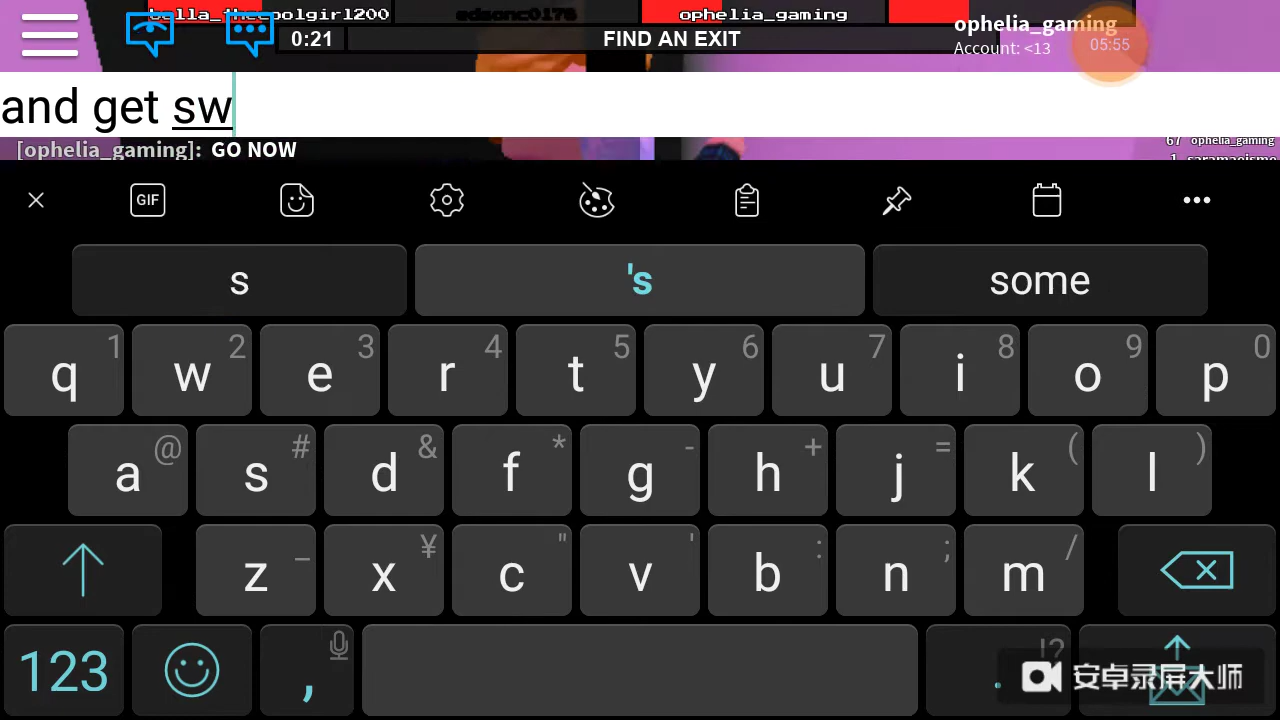 bella_thecoolgirl200 edsonc0176 ophelia_gaming
0:21 FIND AN EXIT
ophelia_gaming
Account: <13
05:55
and get sw
[ophelia_gaming]: GO NOW
67 ophelia_gaming
GIF
s 's some
q 1 w 2 e 3 r 4 t 5 y 6 u 7 i 8 o 9 p 0
a @ s # d & f * g - h + j = k ( l )
z _ x ¥ c " v ' b : n ; m /
123 , . !?
安卓录屏大师